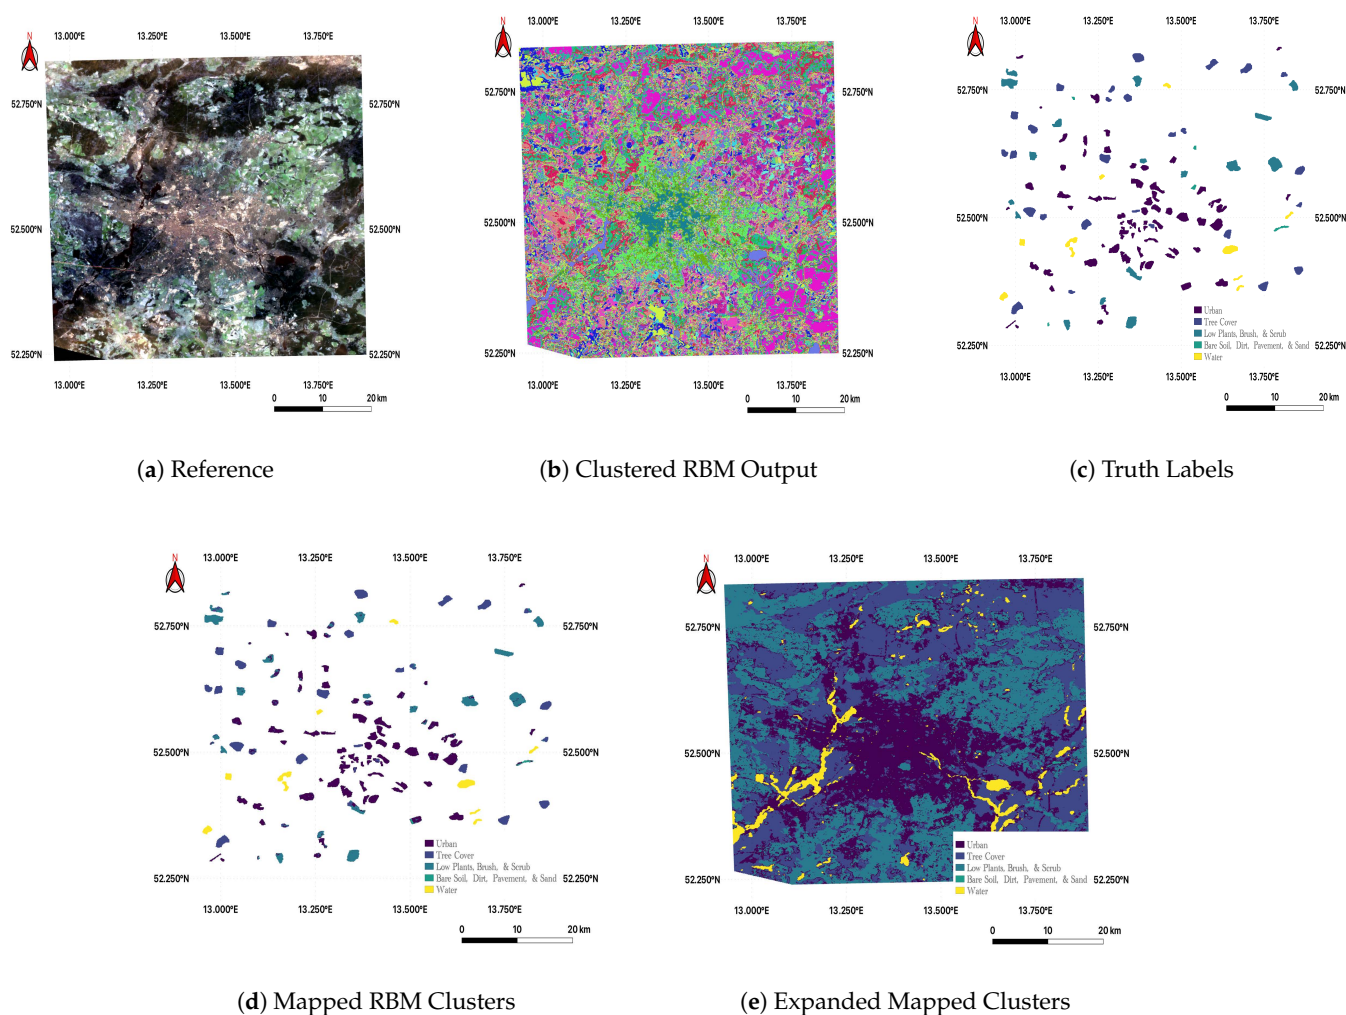 N
13.000°E 13.250°E 13.500°E 13.750°E
52.750°N 52.750°N
52.500°N 52.500°N
52.250°N 52.250°N
13.000°E 13.250°E 13.500°E 13.750°E
0 10 20 km
(a) Reference
N
13.000°E 13.250°E 13.500°E 13.750°E
52.750°N 52.750°N
52.500°N 52.500°N
52.250°N 52.250°N
13.000°E 13.250°E 13.500°E 13.750°E
0 10 20 km
(b) Clustered RBM Output
N
13.000°E 13.250°E 13.500°E 13.750°E
52.750°N 52.750°N
52.500°N 52.500°N
Urban
Tree Cover
Low Plants, Brush, & Scrub
52.250°N Bare Soil, Dirt, Pavement, & Sand 52.250°N
Water
13.000°E 13.250°E 13.500°E 13.750°E
0 10 20 km
(c) Truth Labels
N
13.000°E 13.250°E 13.500°E 13.750°E
52.750°N 52.750°N
52.500°N 52.500°N
Urban
Tree Cover
Low Plants, Brush, & Scrub
52.250°N Bare Soil, Dirt, Pavement, & Sand 52.250°N
Water
13.000°E 13.250°E 13.500°E 13.750°E
0 10 20 km
(d) Mapped RBM Clusters
N
13.000°E 13.250°E 13.500°E 13.750°E
52.750°N 52.750°N
52.500°N 52.500°N
Urban
Tree Cover
Low Plants, Brush, & Scrub
52.250°N Bare Soil, Dirt, Pavement, & Sand 52.250°N
Water
13.000°E 13.250°E 13.500°E 13.750°E
0 10 20 km
(e) Expanded Mapped Clusters